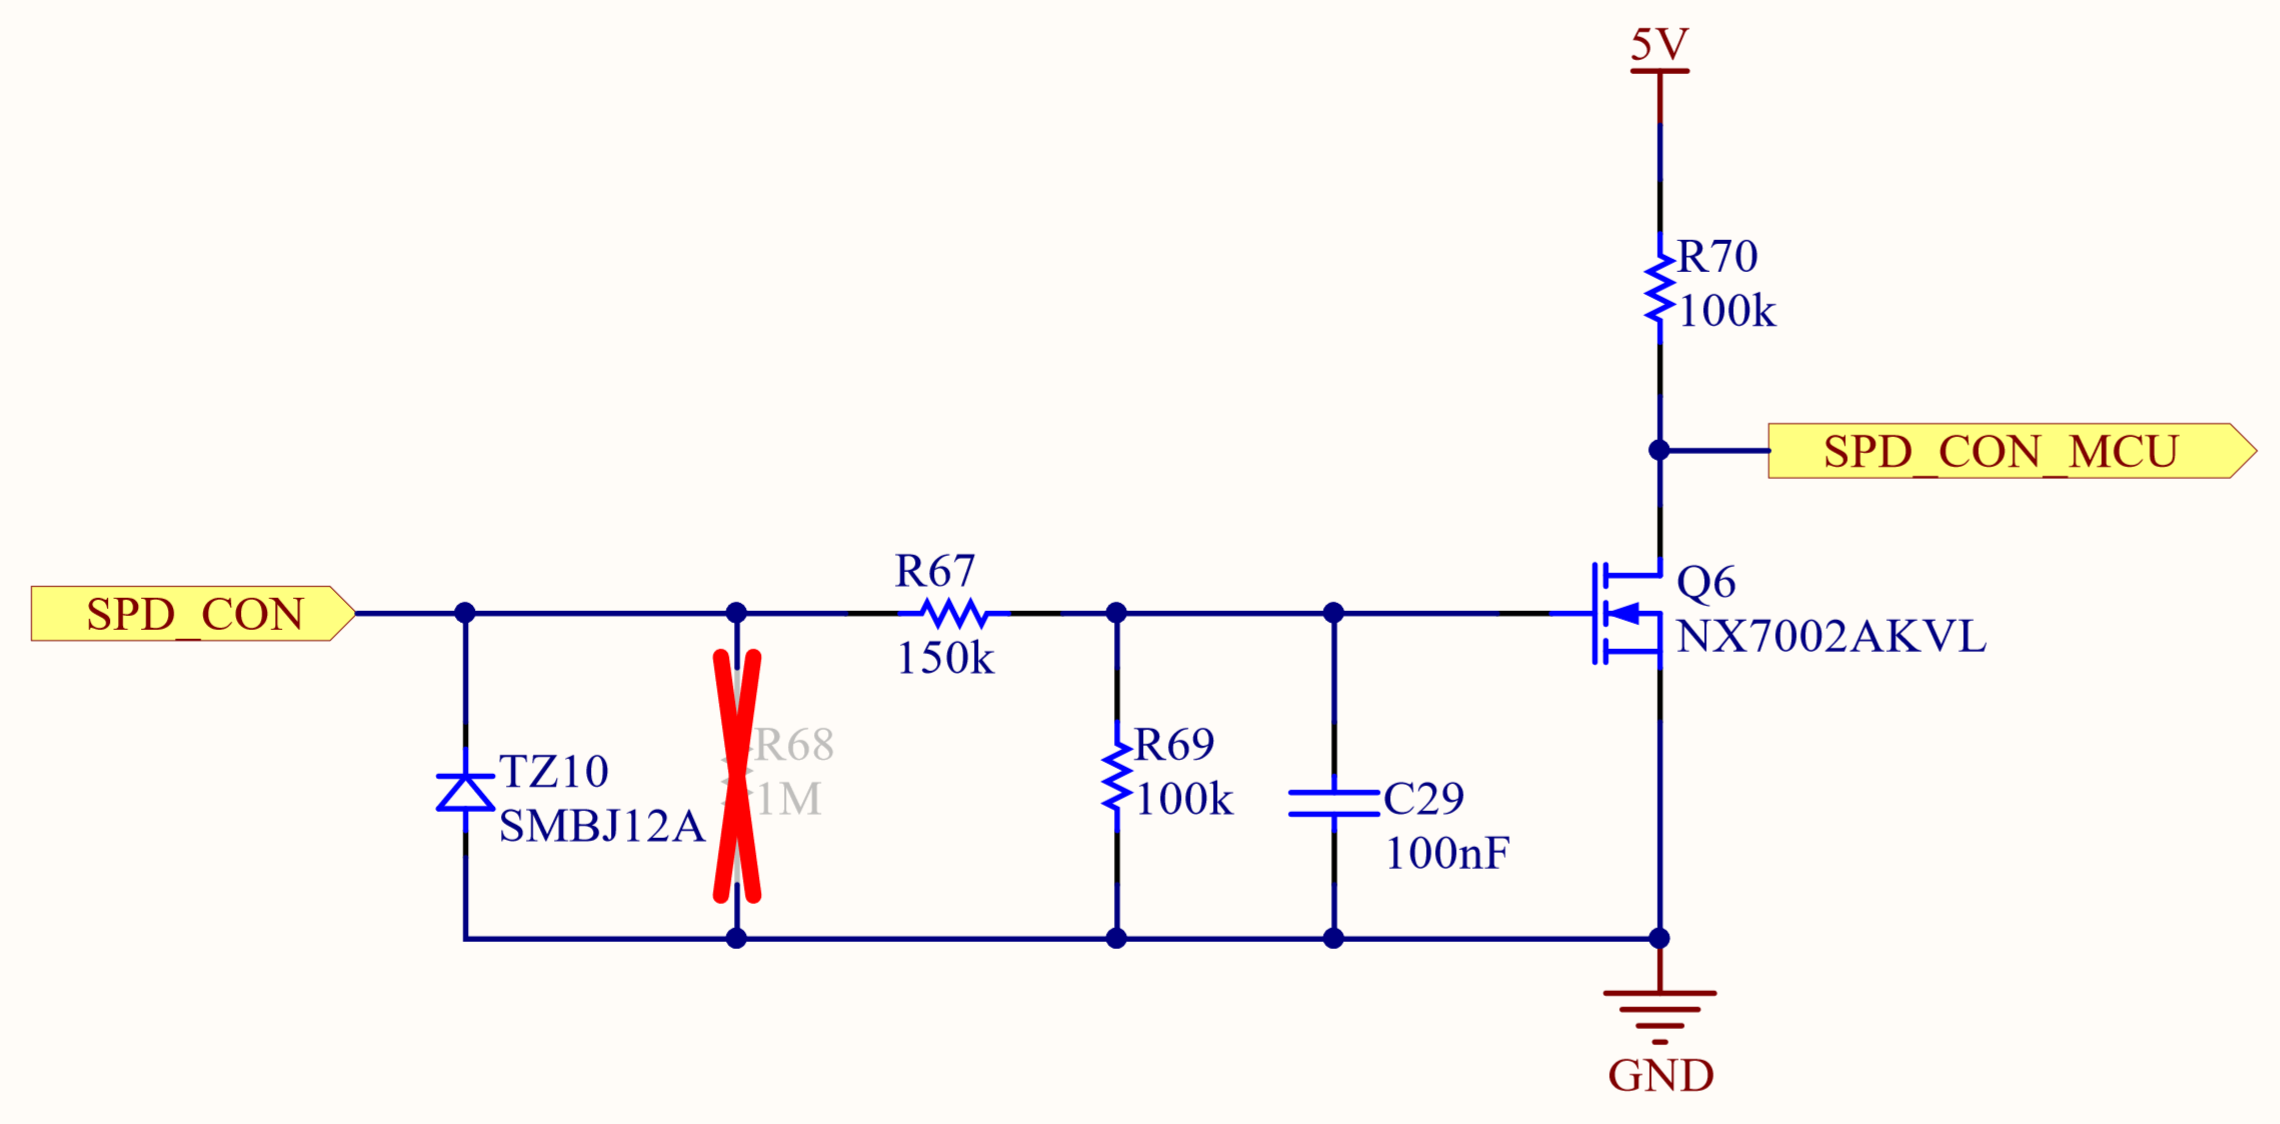 5V
R70
100k
SPD_CON_MCU
R67
150k
Q6
NX7002AKVL
SPD_CON
TZ10
SMBJ12A
R68
1M
R69
100k
C29
100nF
GND